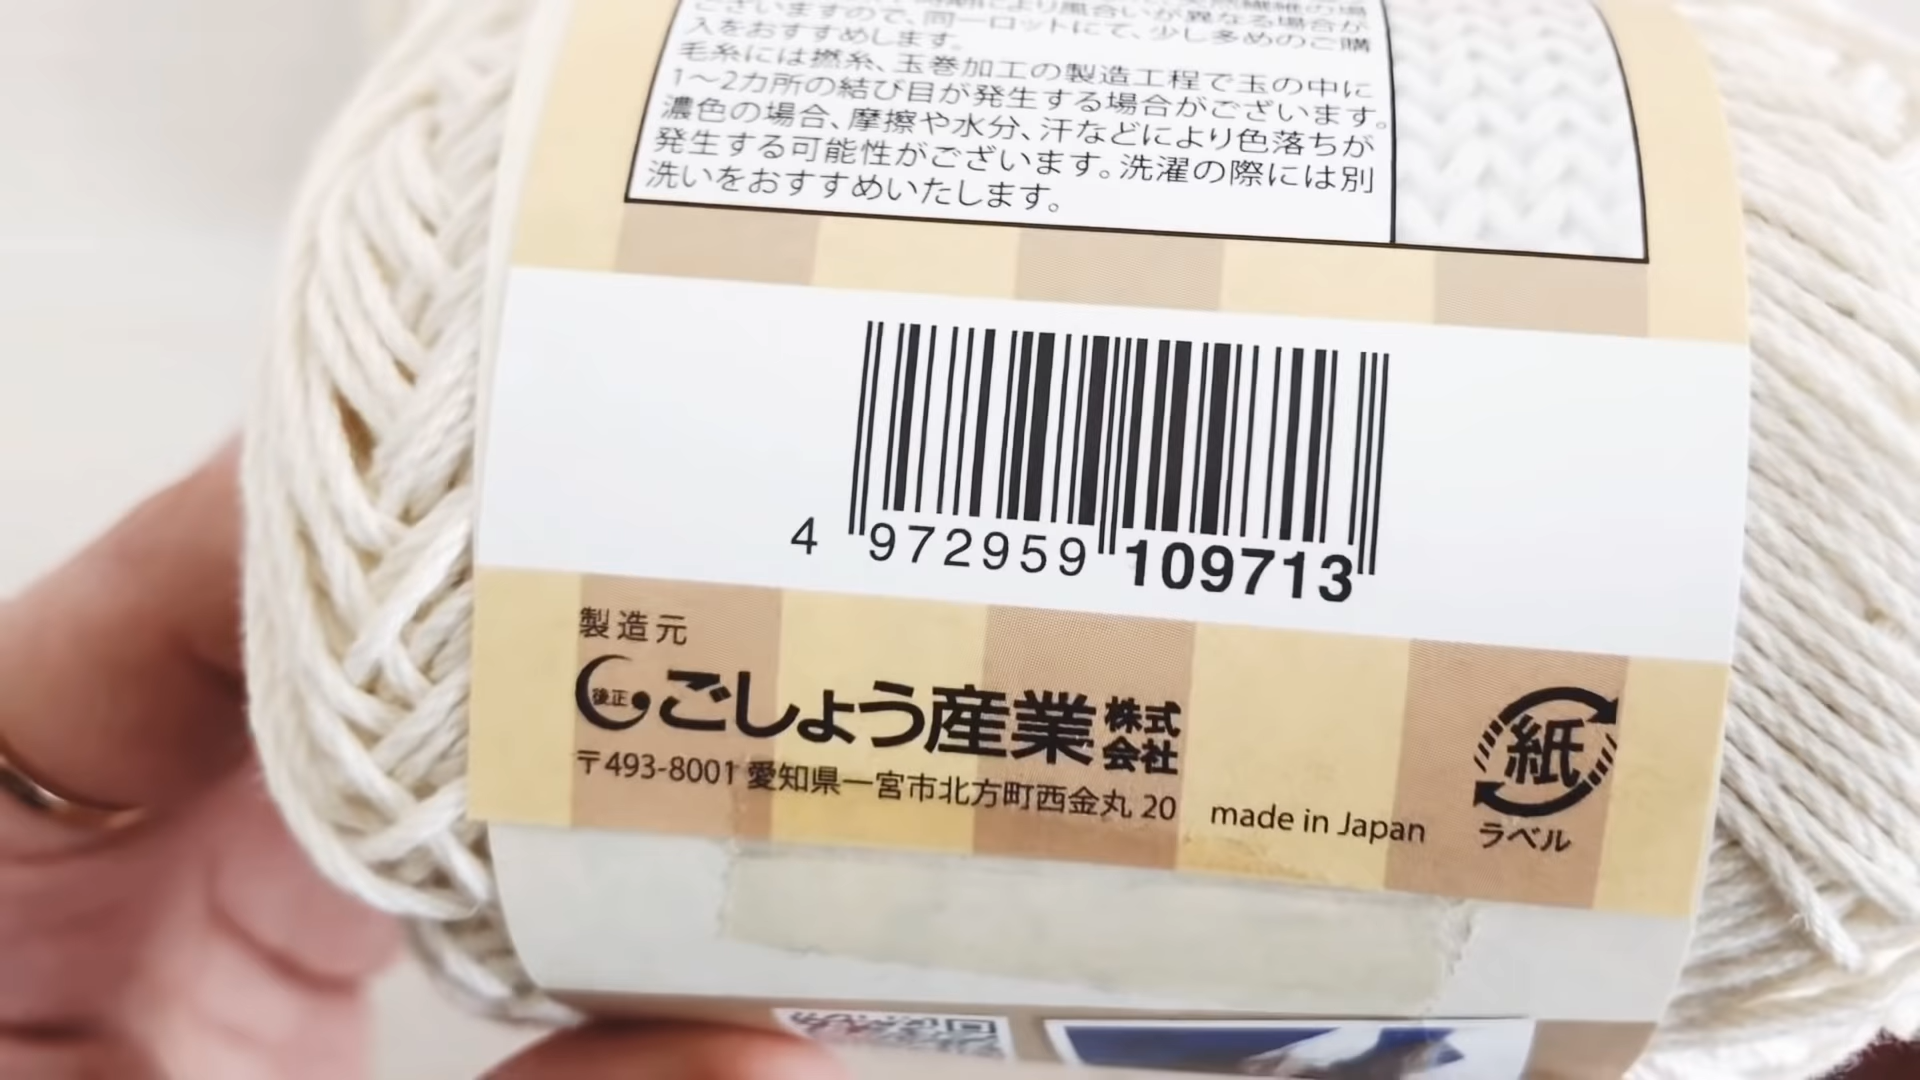 ございますので、同一ロットにて、少し多めのご購
入をおすすめします。
毛糸には撚糸、玉巻加工の製造工程で玉の中に
1〜2カ所の結び目が発生する場合がございます。
濃色の場合、摩擦や水分、汗などにより色落ちが
発生する可能性がございます。洗濯の際には別
洗いをおすすめいたします。
4 972959 109713
製造元
後正
ごしょう産業株式会社
〒493-8001 愛知県一宮市北方町西金丸 20 made in Japan
紙
ラベル